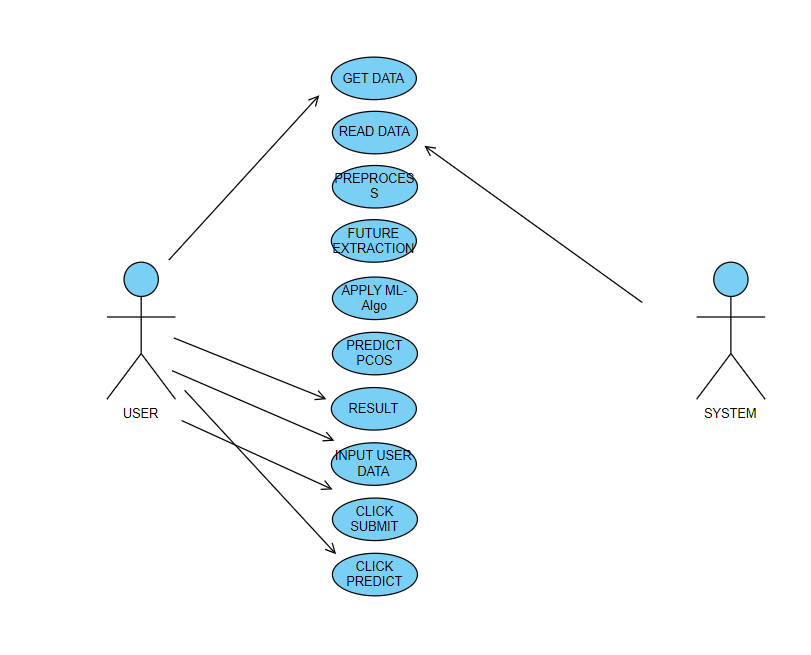 GET DATA
READ DATA
PREPROCES
S
FUTURE
EXTRACTION
APPLY ML-
Algo
PREDICT
PCOS
RESULT
INPUT USER
DATA
CLICK
SUBMIT
CLICK
PREDICT
USER
SYSTEM